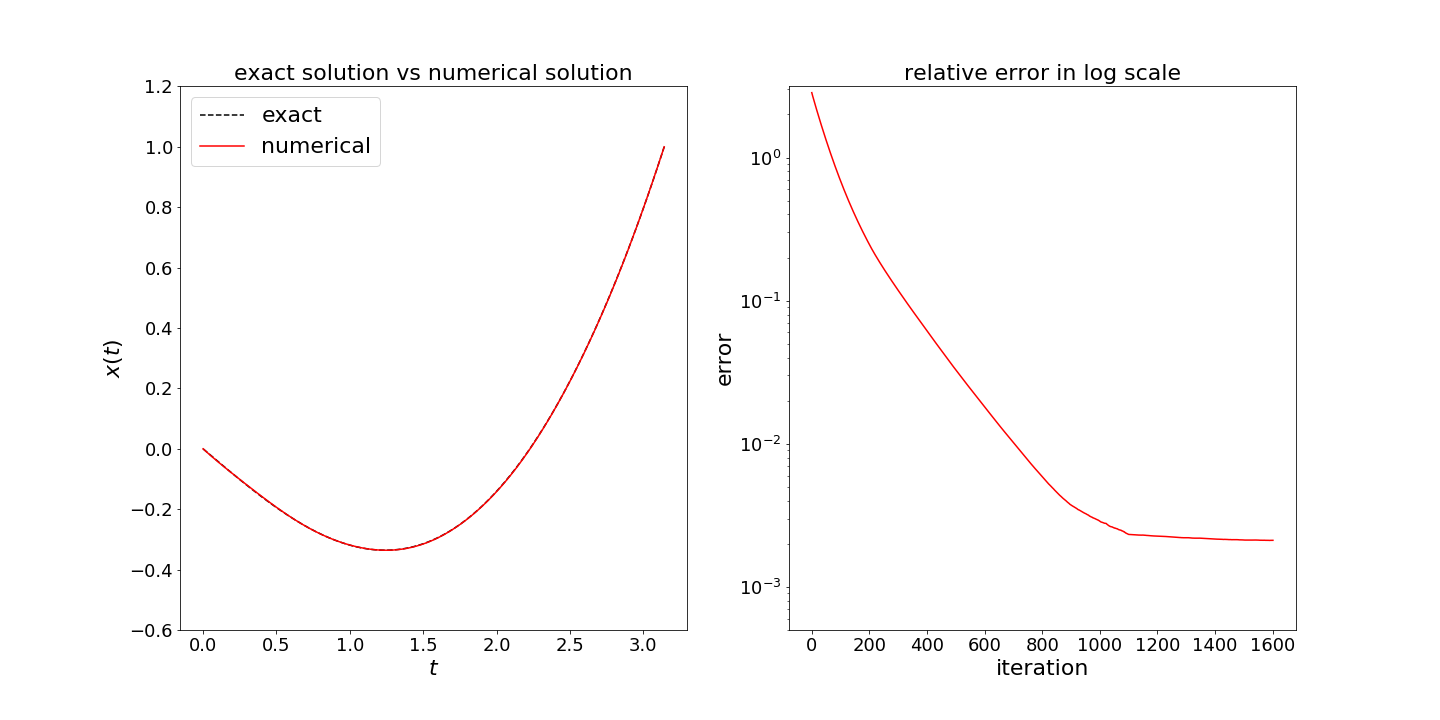 exact solution vs numerical solution
exact
numerical
1.2
1.0
0.8
0.6
0.4
0.2
0.0
−0.2
−0.4
−0.6
x(t)
0.0 0.5 1.0 1.5 2.0 2.5 3.0
t
relative error in log scale
10⁰
10⁻¹
10⁻²
10⁻³
error
0 200 400 600 800 1000 1200 1400 1600
iteration